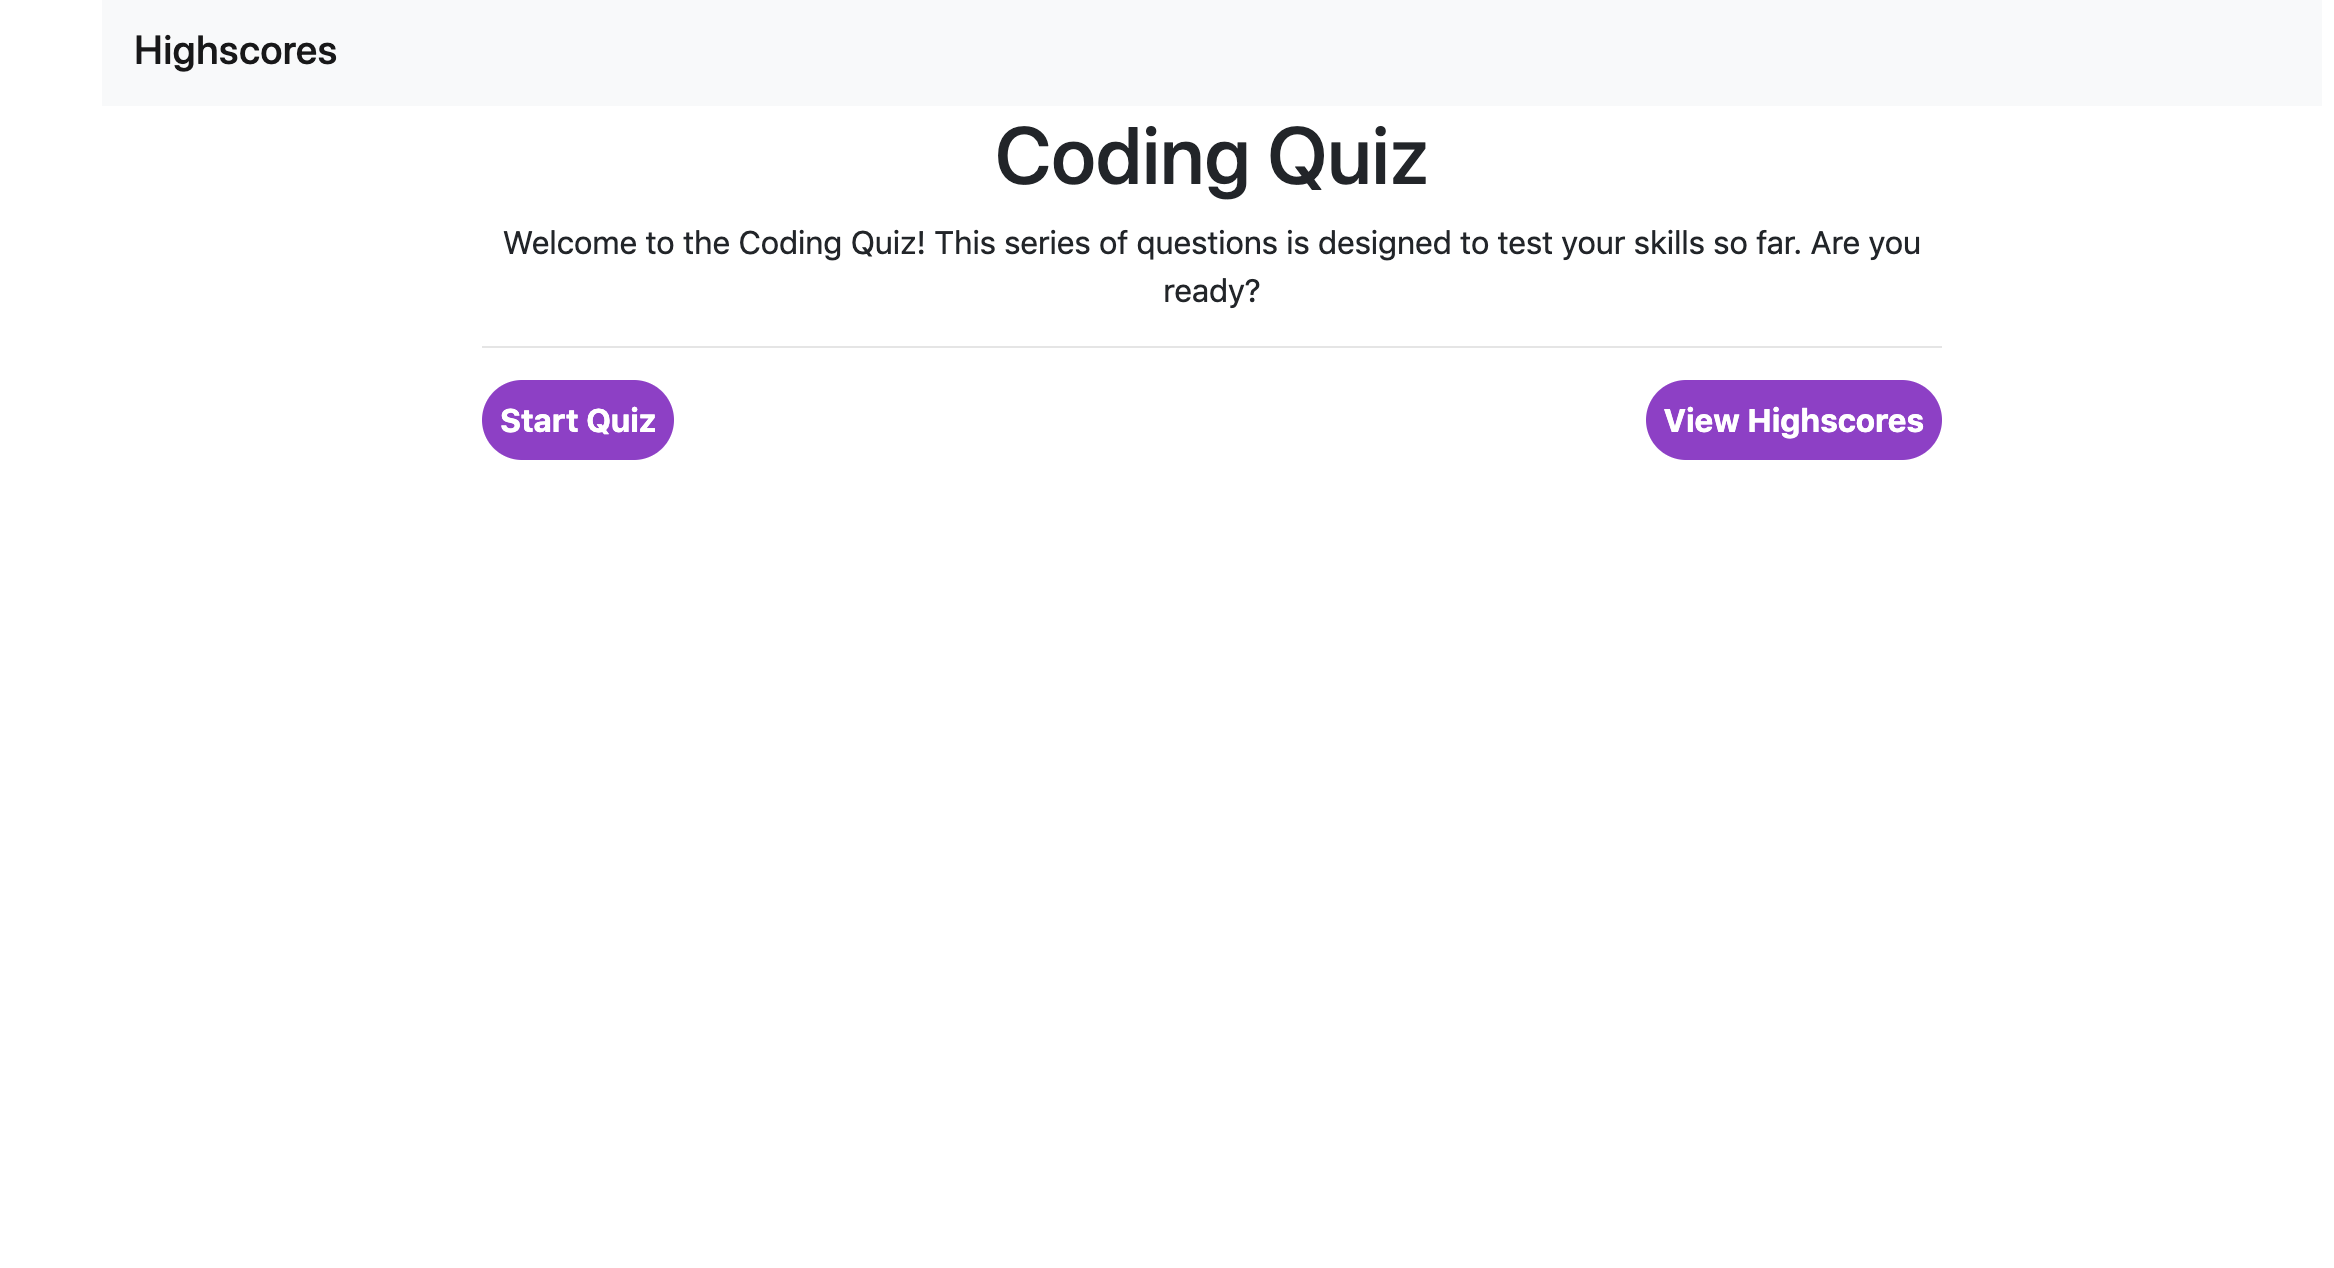 Highscores
Coding Quiz
Welcome to the Coding Quiz! This series of questions is designed to test your skills so far. Are you
ready?
Start Quiz
View Highscores